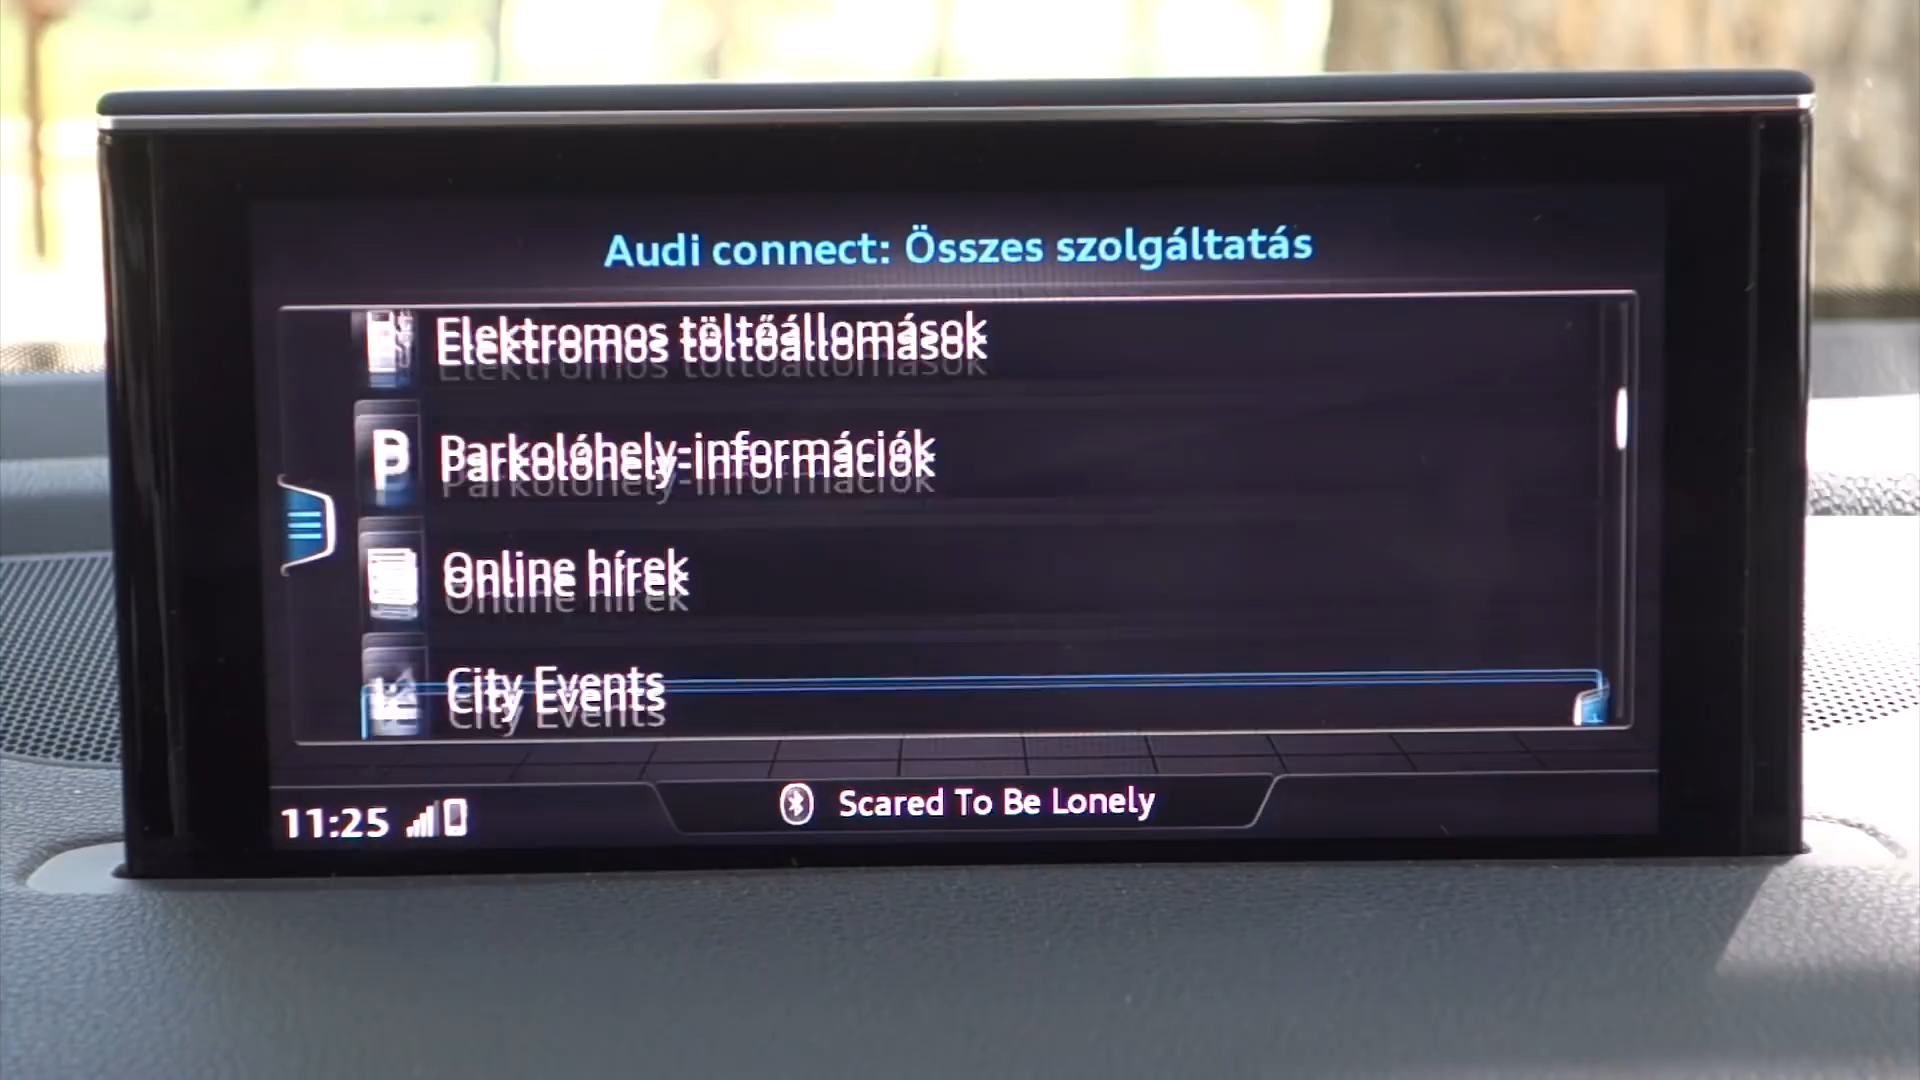 Audi connect: Összes szolgáltatás
Elektromos töltőállomások
Parkolóhely-információk
Online hírek
City Events
11:25
Scared To Be Lonely